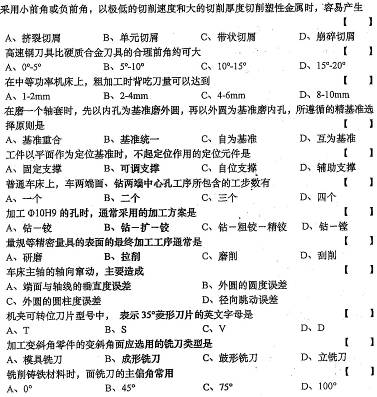 采用小前角或负前角，以极低的切削速度和大的切削厚度切削塑性金属时，容易产生
【 】
A、挤裂切屑 B、单元切屑 C、带状切屑 D、崩碎切屑
高速钢刀具比硬质合金刀具的合理前角约可大 【 】
A、0°-5° B、5°-10° C、10°-15° D、15°-20°
在中等功率机床上，粗加工时背吃刀量可以达到 【 】
A、1-2mm B、2-4mm C、4-6mm D、8-10mm
在磨一个轴套时，先以内孔为基准磨外圆，再以外圆为基准磨内孔，所遵循的精基准选
择原则是 【 】
A、基准重合 B、基准统一 C、自为基准 D、互为基准
工件以平面作为定位基准时，不起定位作用的定位元件是 【 】
A、固定支撑 B、可调支撑 C、自位支撑 D、辅助支撑
普通车床上，车两端面、钻两端中心孔工序所包含的工步数有 【 】
A、一个 B、二个 C、三个 D、四个
加工Φ10H9 的孔时，通常采用的加工方案是 【 】
A、钻－铰 B、钻－扩－铰 C、钻－粗铰－精铰 D、钻－镗
量规等精密量具的表面的最终加工工序通常是 【 】
A、研磨 B、拉削 C、磨削 D、刮削
车床主轴的轴向窜动，主要造成 【 】
A、端面与轴线的垂直度误差 B、外圆的圆度误差
C、外圆的圆柱度误差 D、径向跳动误差
机夹可转位刀片型号中， 表示 35°菱形刀片的英文字母是 【 】
A、T B、S C、V D、D
加工变斜角零件的变斜角面应选用的铣刀类型是 【 】
A、模具铣刀 B、成形铣刀 C、鼓形铣刀 D、立铣刀
铣削铸铁材料时，面铣刀的主偏角常用 【 】
A、0° B、45° C、75° D、100°